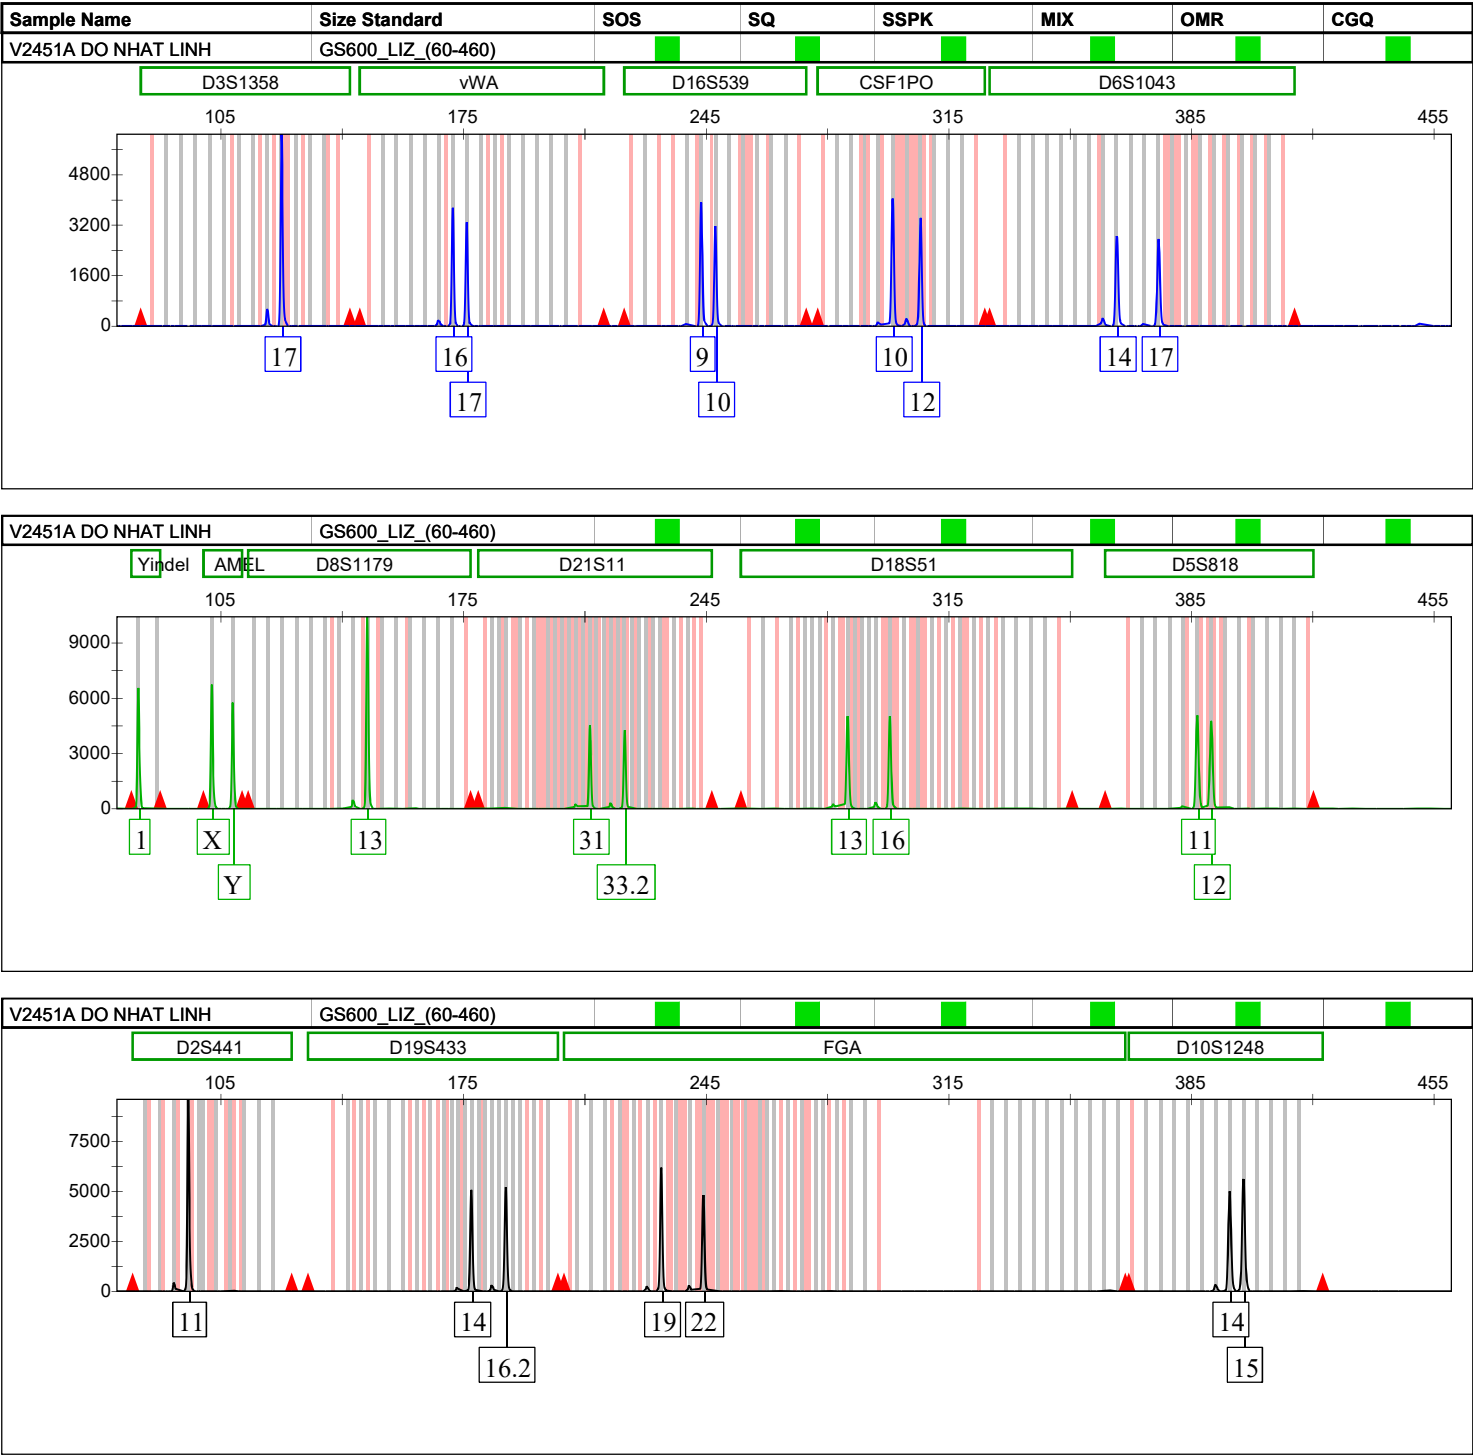 Sample Name Size Standard SOS SQ SSPK MIX OMR CGQ
V2451A DO NHAT LINH GS600_LIZ_(60-460)
D3S1358 vWA D16S539 CSF1PO D6S1043
105 175 245 315 385 455
4800
3200
1600
0
17 16 9 10 14 17
17 10 12
V2451A DO NHAT LINH GS600_LIZ_(60-460)
Yindel AMEL D8S1179 D21S11 D18S51 D5S818
105 175 245 315 385 455
9000
6000
3000
0
1 X 13 31 13 16 11
Y 33.2 12
V2451A DO NHAT LINH GS600_LIZ_(60-460)
D2S441 D19S433 FGA D10S1248
105 175 245 315 385 455
7500
5000
2500
0
11 14 19 22 14
16.2 15